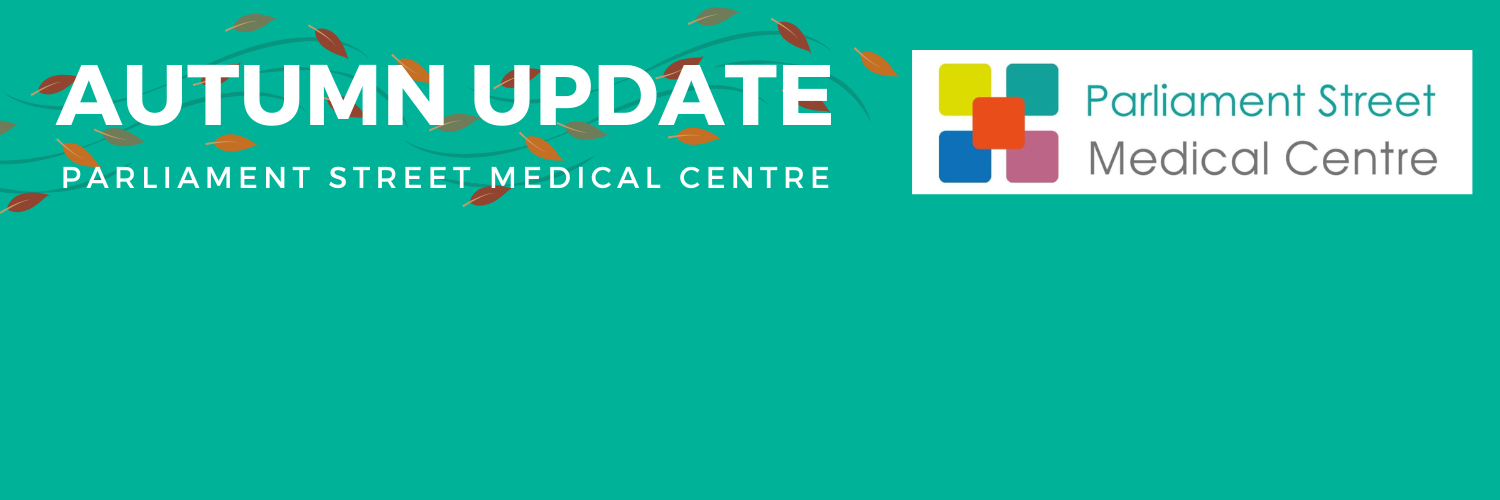 AUTUMN UPDATE
PARLIAMENT STREET MEDICAL CENTRE
Parliament Street
Medical Centre